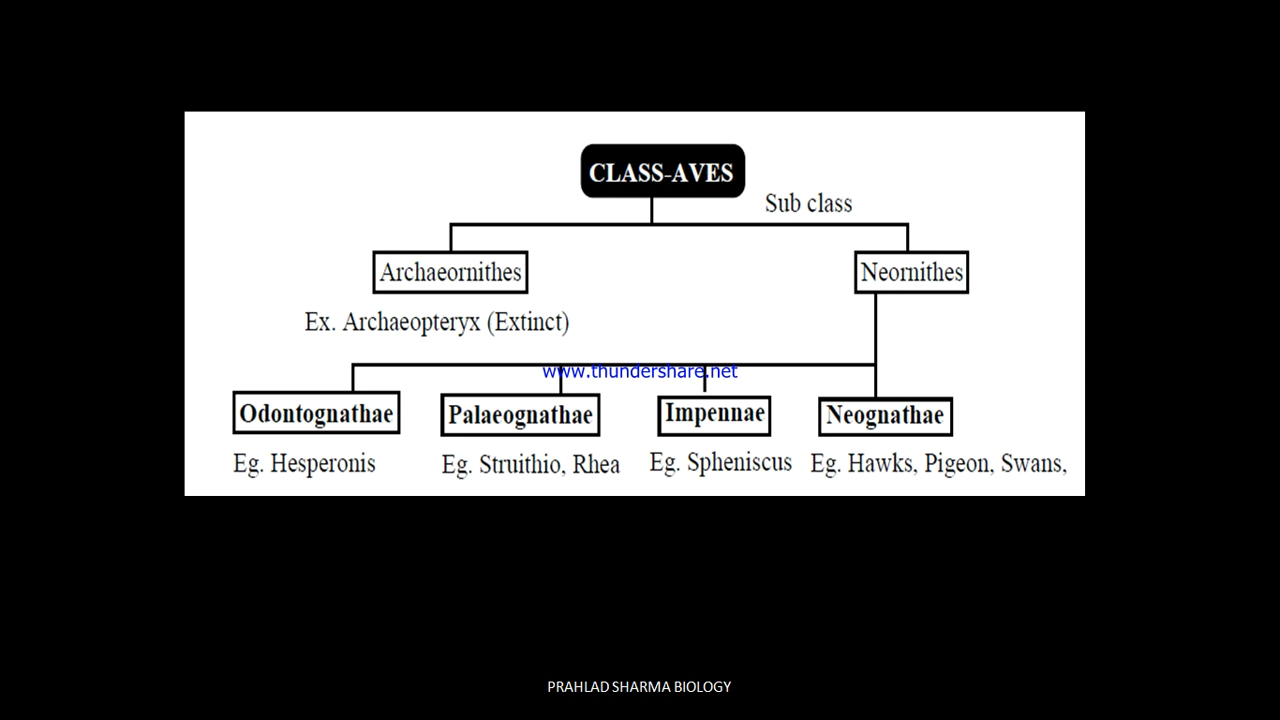 CLASS-AVES
Sub class
Archaeornithes
Neornithes
Ex. Archaeopteryx (Extinct)
www.thundershare.net
Odontognathae
Palaeognathae
Impennae
Neognathae
Eg. Hesperonis
Eg. Struithio, Rhea
Eg. Spheniscus
Eg. Hawks, Pigeon, Swans,
PRAHLAD SHARMA BIOLOGY